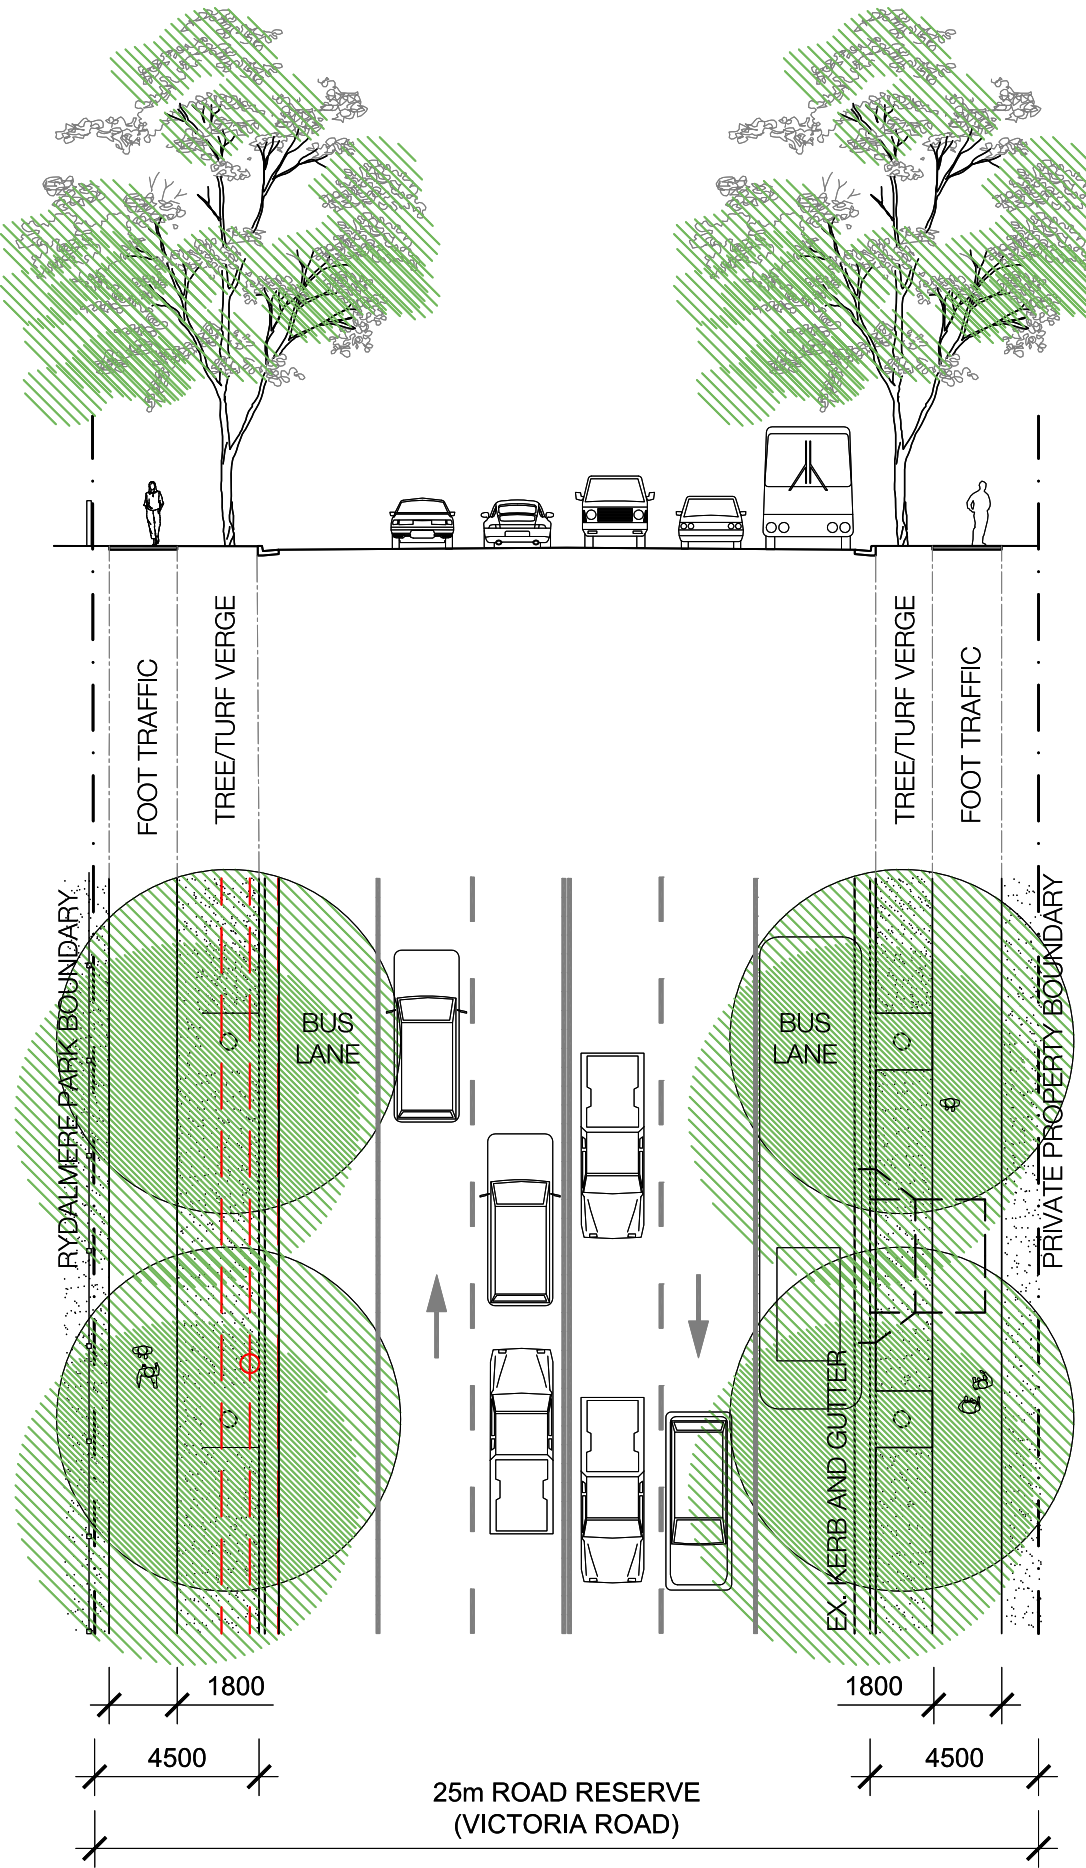 FOOT TRAFFIC
TREE/TURF VERGE
TREE/TURF VERGE
FOOT TRAFFIC
RYDALMERE PARK BOUNDARY
BUS
LANE
BUS
LANE
PRIVATE PROPERTY BOUNDARY
EX. KERB AND GUTTER
1800
1800
4500
4500
25m ROAD RESERVE
(VICTORIA ROAD)